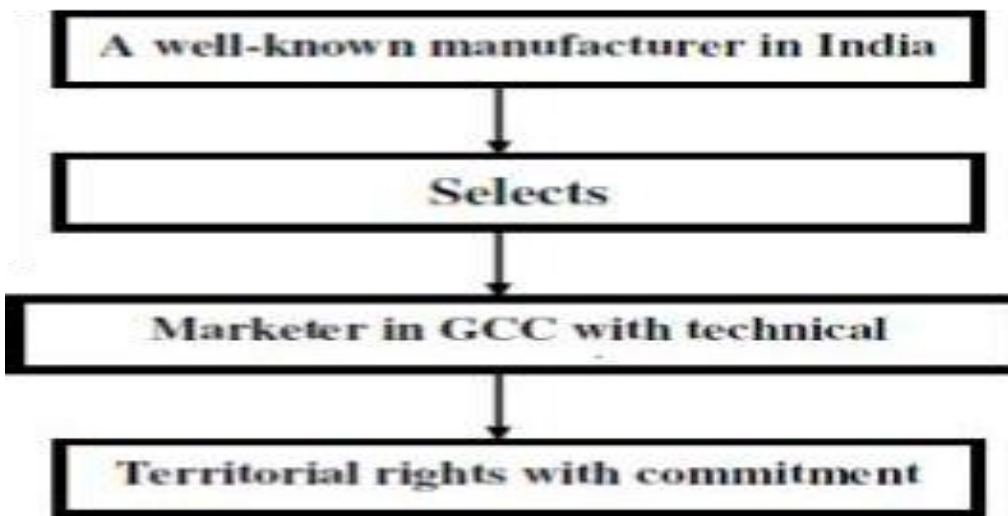 A well-known manufacturer in India
Selects
Marketer in GCC with technical
Territorial rights with commitment